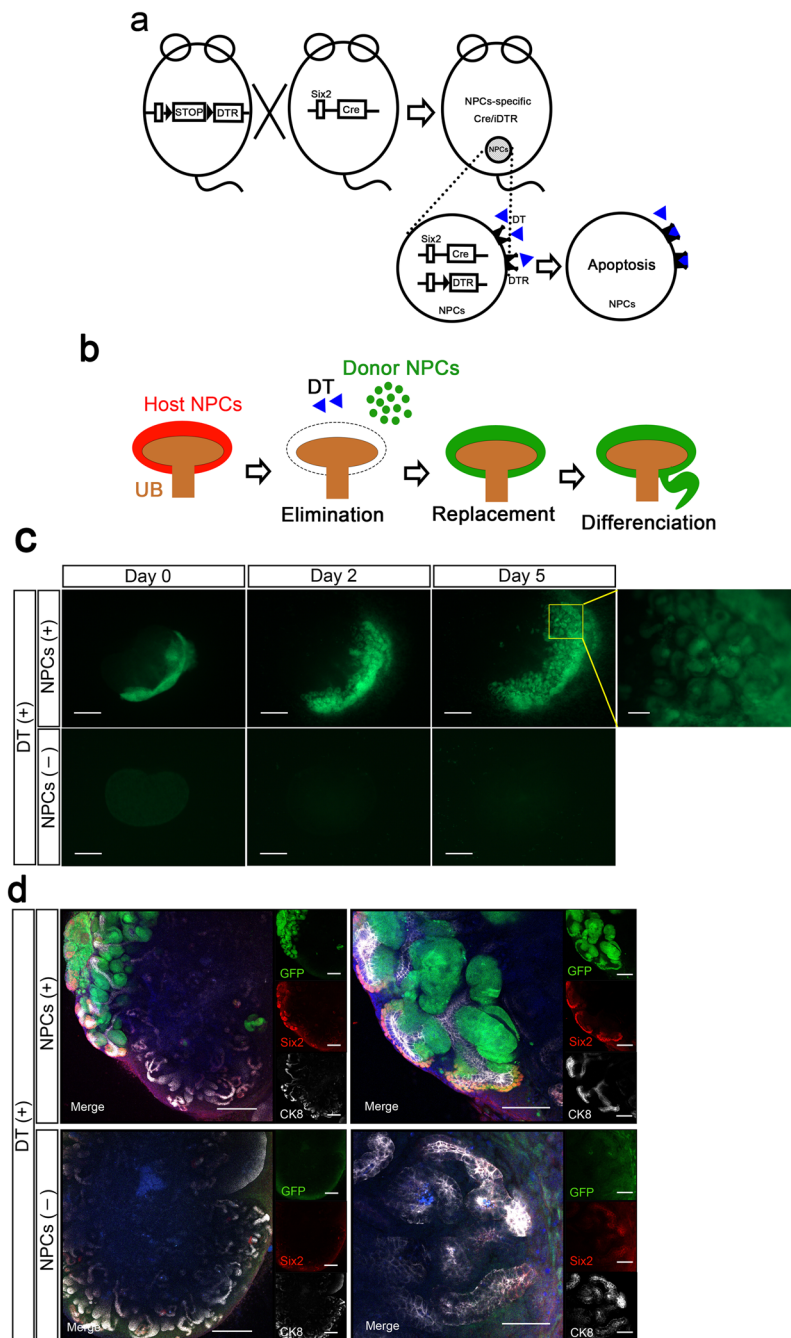 a
STOP
DTR
Six2
Cre
NPCs-specific
Cre/iDTR
NPCs
Six2
Cre
DTR
NPCs
DT
DTR
Apoptosis
NPCs
b
Host NPCs
UB
DT
Donor NPCs
Elimination
Replacement
Differenciation
c
Day 0
Day 2
Day 5
DT (+)
NPCs (+)
NPCs (−)
d
DT (+)
NPCs (+)
Merge
GFP
Six2
CK8
Merge
GFP
Six2
CK8
NPCs (−)
Merge
GFP
Six2
CK8
Merge
GFP
Six2
CK8